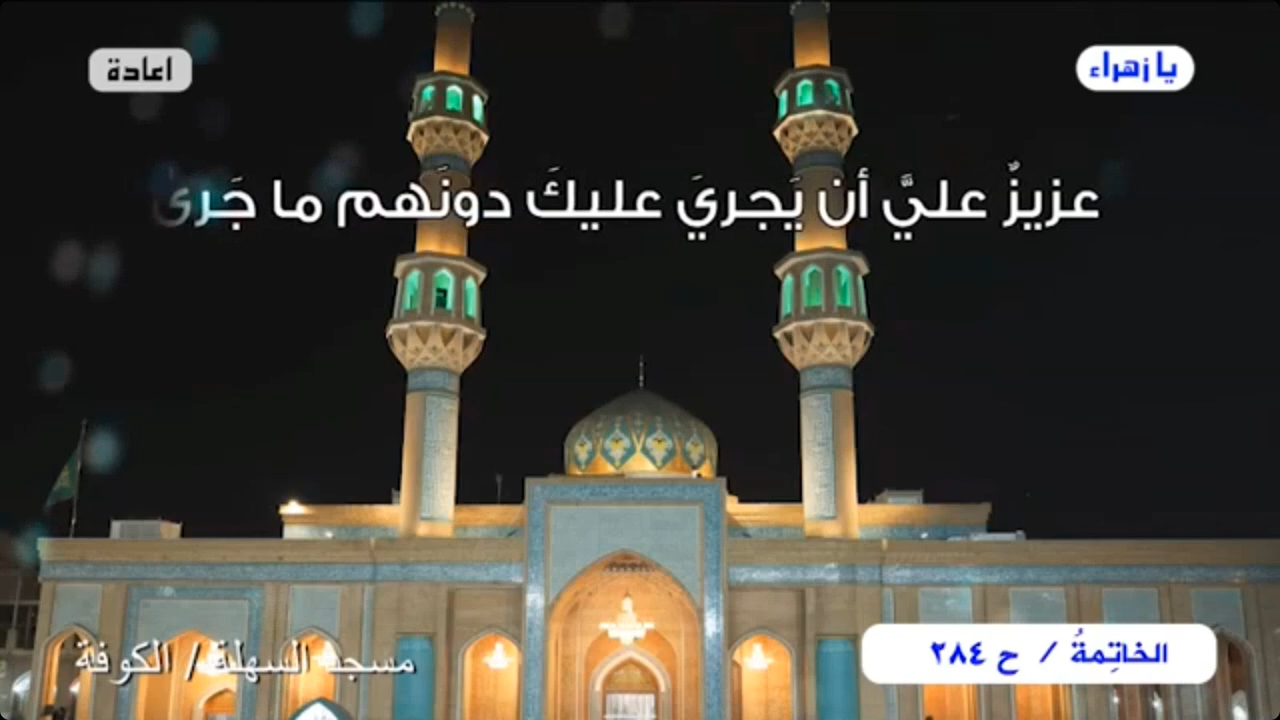 يا زهراء
اعادة
عزيزٌ عليَّ أن يَجريَ عليكَ دونَهم ما جَرىٰ
الخاتِمةُ / ح ٢٨٤
مسجد السهلة / الكوفة